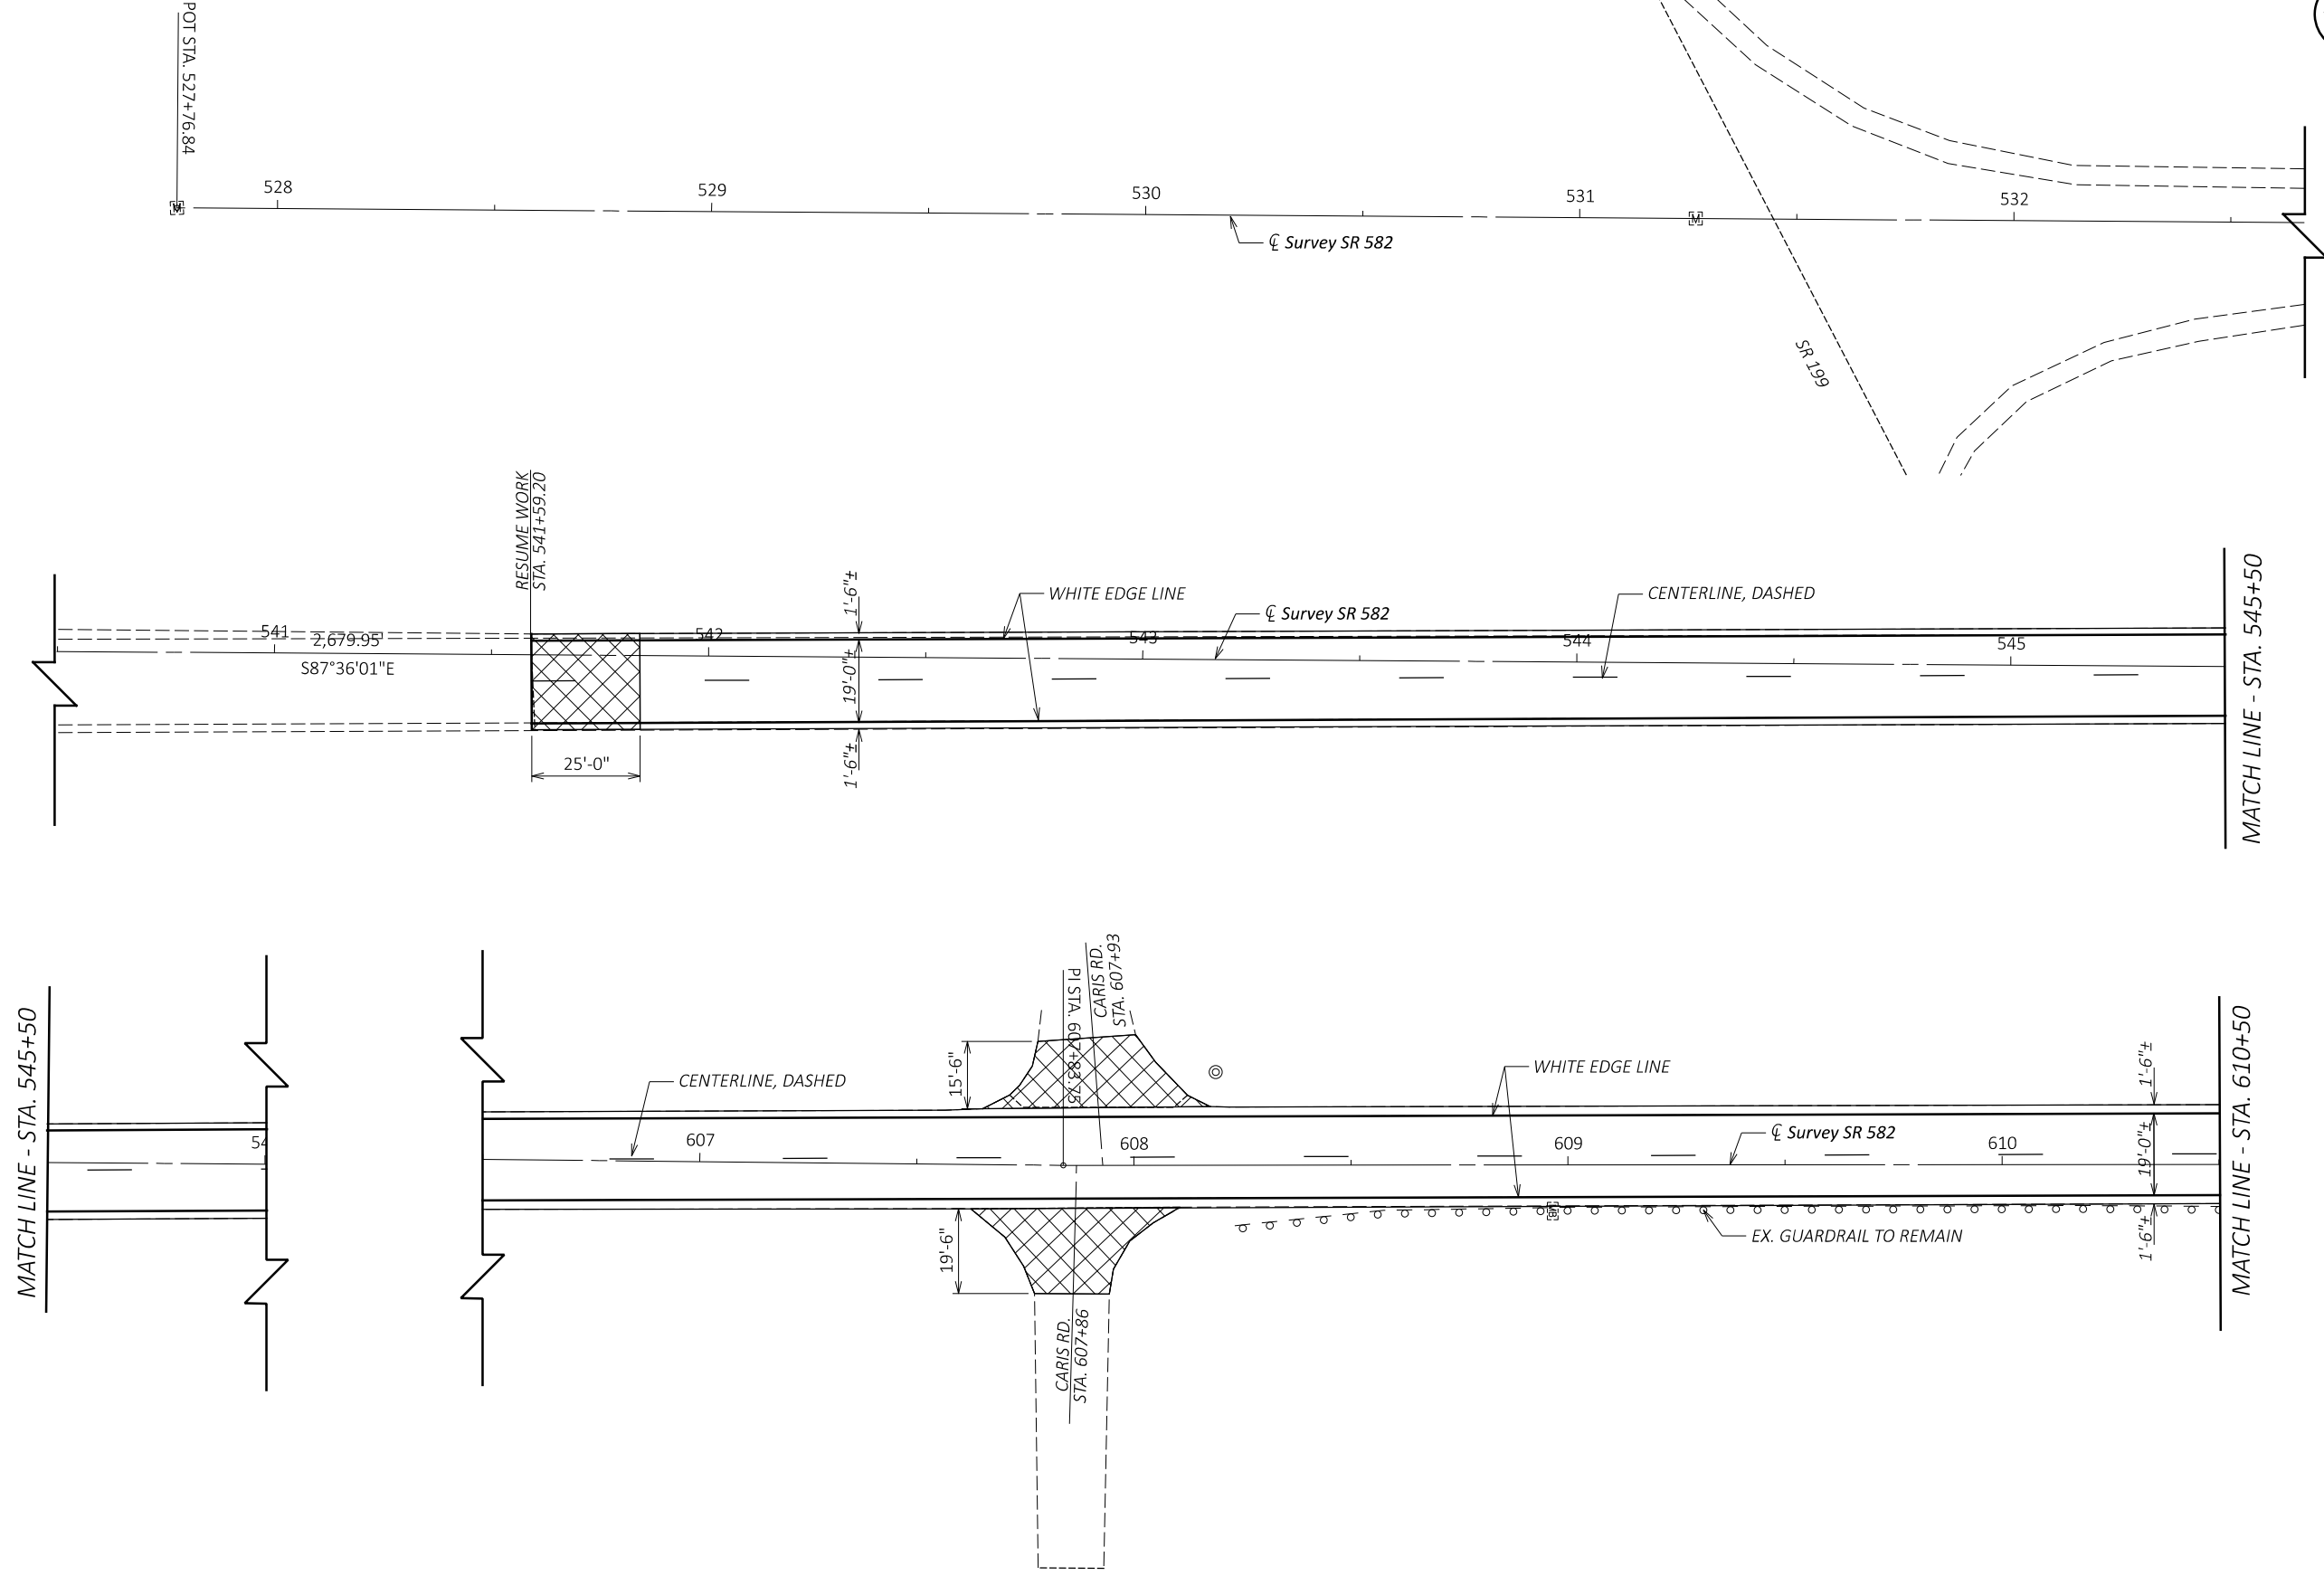 POT STA. 527+76.84
528
529
530
531
532
℄ Survey SR 582
SR 199
RESUME WORK
STA. 541+59.20
541
2,679.95'
S87°36'01"E
542
543
544
545
1'-6"±
19'-0"±
1'-6"±
25'-0"
WHITE EDGE LINE
℄ Survey SR 582
CENTERLINE, DASHED
MATCH LINE - STA. 545+50
MATCH LINE - STA. 545+50
54
CENTERLINE, DASHED
607
15'-6"
PI STA. 607+83.75
CARIS RD.
STA. 607+93
608
WHITE EDGE LINE
609
℄ Survey SR 582
610
1'-6"±
19'-0"±
1'-6"±
19'-6"
CARIS RD.
STA. 607+86
EX. GUARDRAIL TO REMAIN
MATCH LINE - STA. 610+50